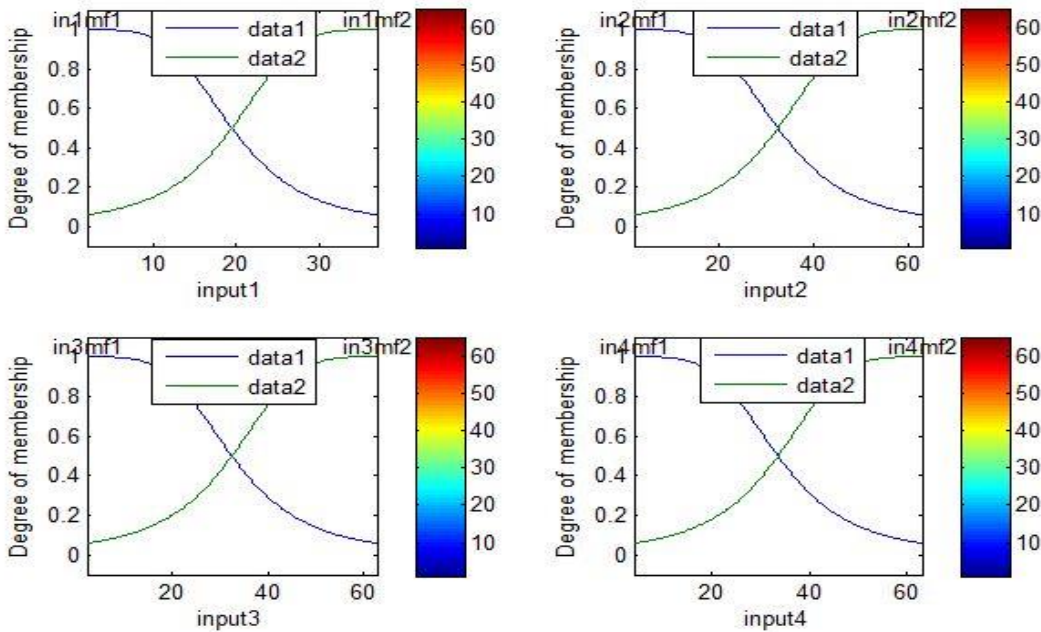 in1mf1 in1mf2
data1
data2
Degree of membership
1
0.8
0.6
0.4
0.2
0
10 20 30
input1
60
50
40
30
20
10
in2mf1 in2mf2
data1
data2
Degree of membership
1
0.8
0.6
0.4
0.2
0
20 40 60
input2
60
50
40
30
20
10
in3mf1 in3mf2
data1
data2
Degree of membership
1
0.8
0.6
0.4
0.2
0
20 40 60
input3
60
50
40
30
20
10
in4mf1 in4mf2
data1
data2
Degree of membership
1
0.8
0.6
0.4
0.2
0
20 40 60
input4
60
50
40
30
20
10